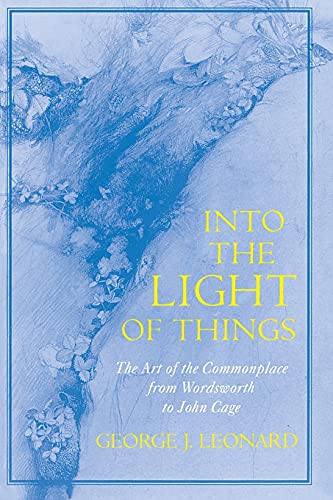 INTO
THE
LIGHT
OF THINGS
The Art of the Commonplace
from Wordsworth
to John Cage
GEORGE J. LEONARD